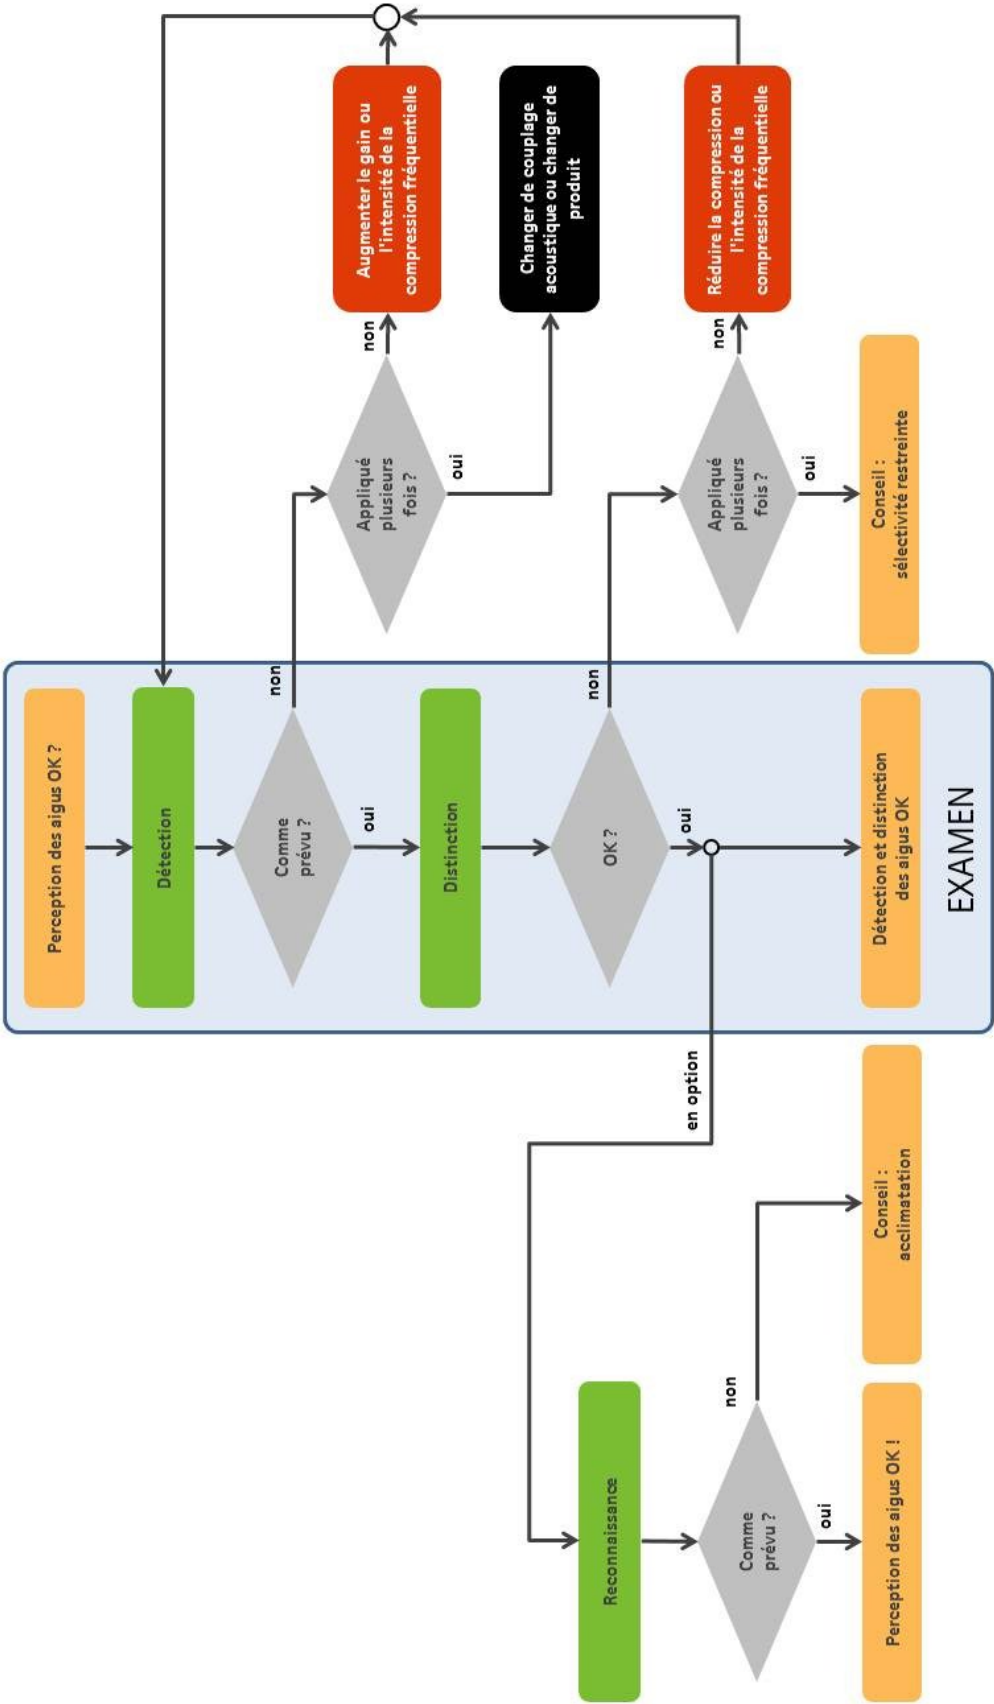 Perception des aigus OK ?
Détection
Comme
prévu ?
non
oui
Distinction
OK ?
non
oui
Détection et distinction
des aigus OK
EXAMEN
Appliqué
plusieurs
fois ?
non
oui
Augmenter le gain ou
l'intensité de la
compression fréquentielle
Changer de couplage
acoustique ou changer de
produit
Appliqué
plusieurs
fois ?
non
oui
Réduire la compression ou
l'intensité de la
compression fréquentielle
Conseil :
sélectivité restreinte
en option
Reconnaissance
Comme
prévu ?
non
oui
Conseil :
acclimatation
Perception des aigus OK !